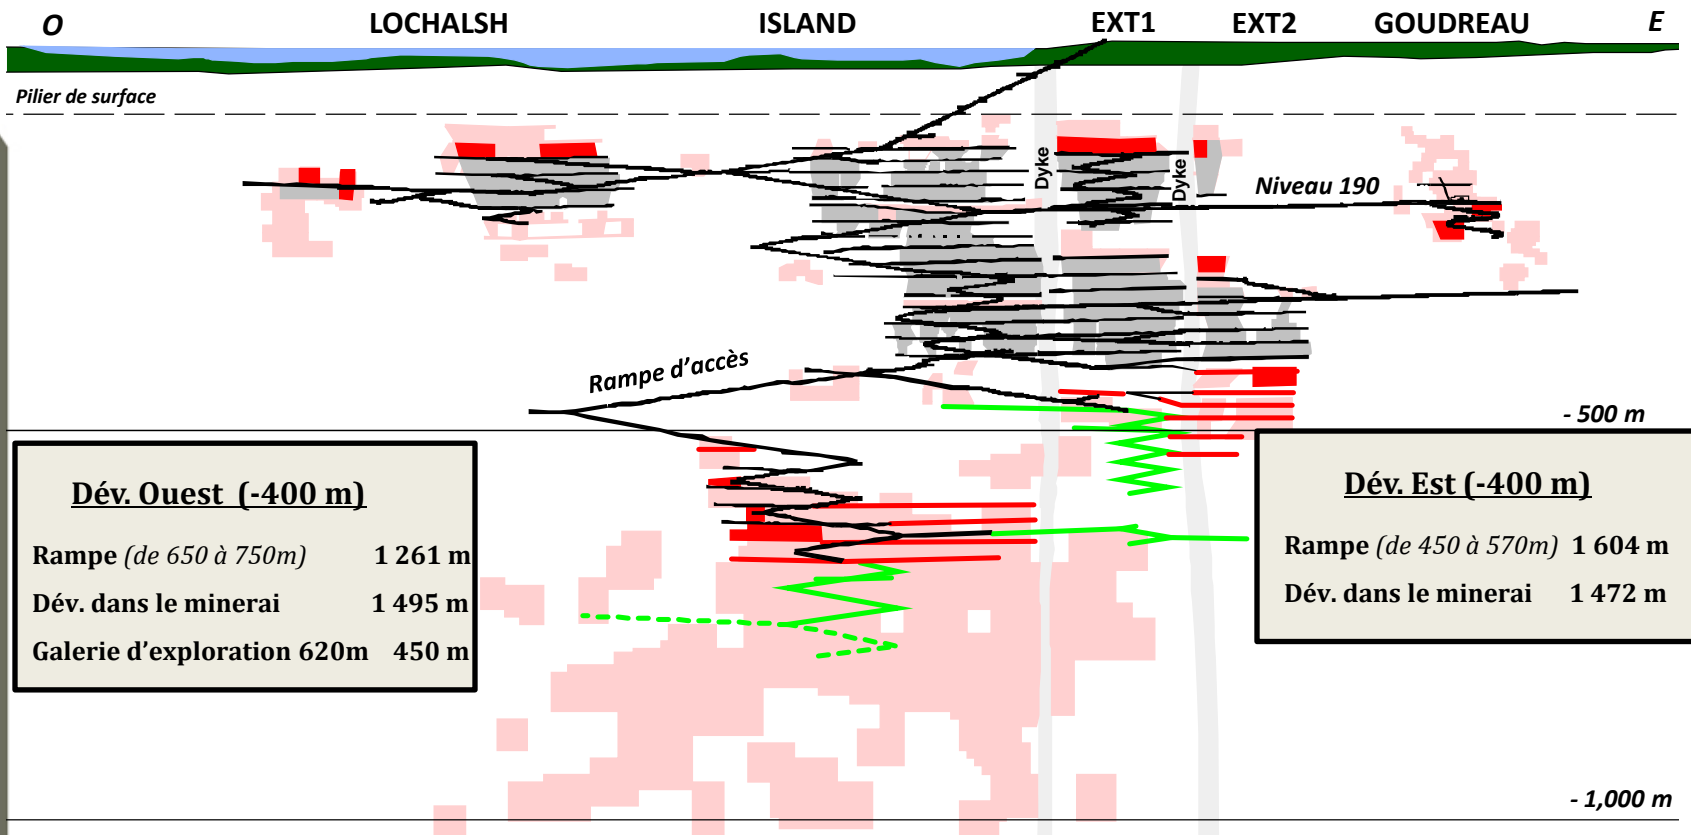 O LOCHALSH ISLAND EXT1 EXT2 GOUDREAU E
Pilier de surface
Dyke
Dyke
Niveau 190
Rampe d’accès
- 500 m
Dév. Ouest (-400 m)
Rampe (de 650 à 750m) 1 261 m
Dév. dans le minerai 1 495 m
Galerie d’exploration 620m 450 m
Dév. Est (-400 m)
Rampe (de 450 à 570m) 1 604 m
Dév. dans le minerai 1 472 m
- 1,000 m